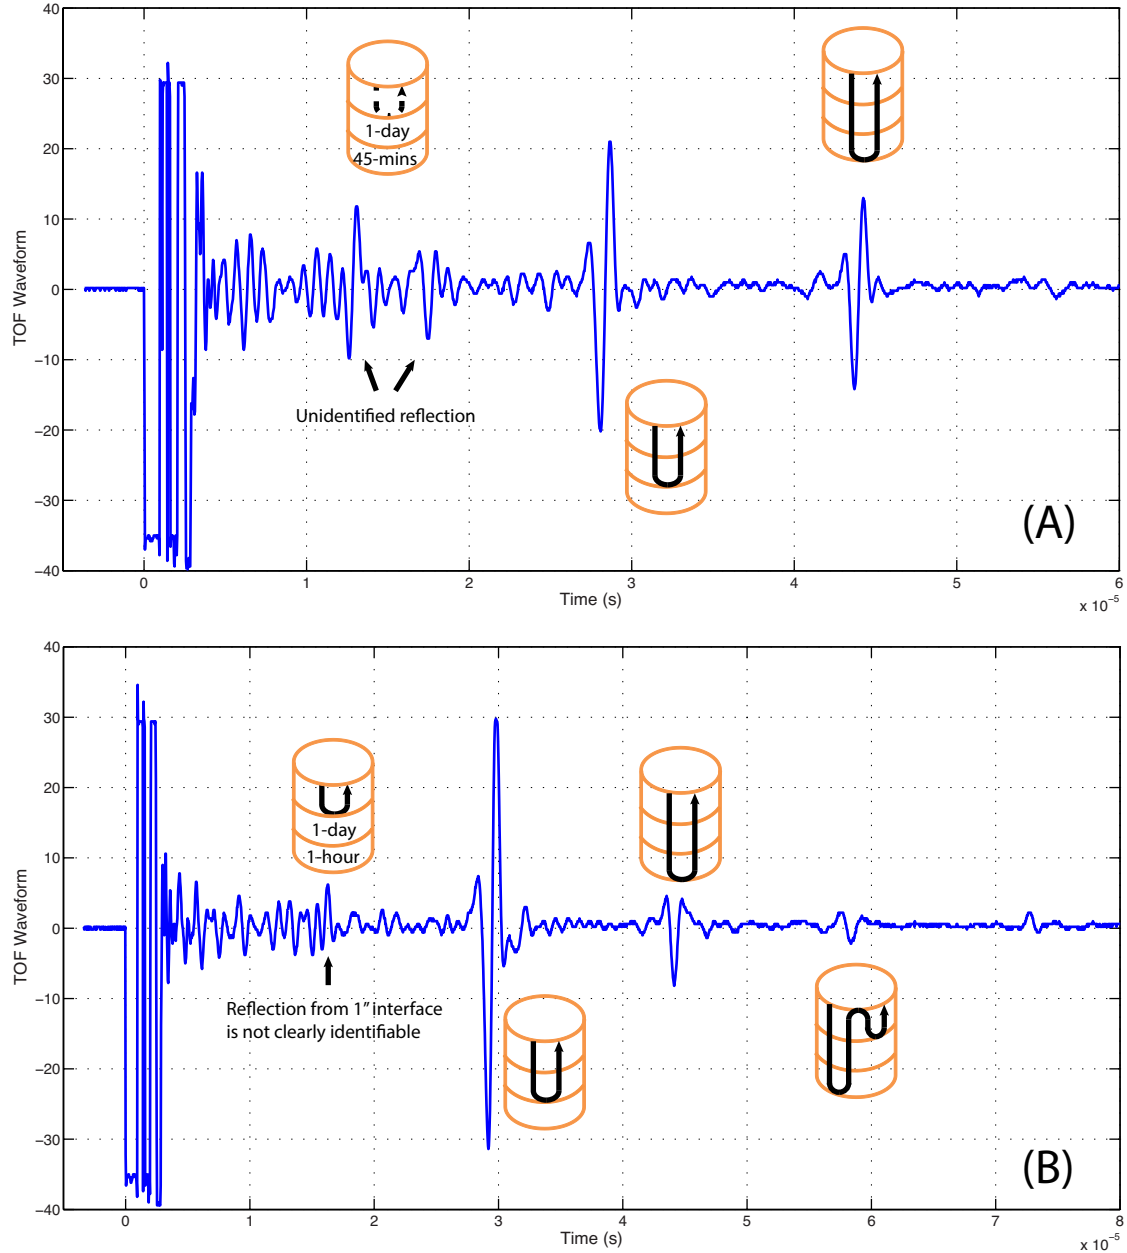 40
30
20
10
0
−10
−20
−30
−40
TOF Waveform
1-day
45-mins
Unidentified reflection
(A)
0 1 2 3 4 5 6
Time (s)
x 10⁻⁵
40
30
20
10
0
−10
−20
−30
−40
TOF Waveform
1-day
1-hour
Reflection from 1” interface
is not clearly identifiable
(B)
0 1 2 3 4 5 6 7 8
Time (s)
x 10⁻⁵